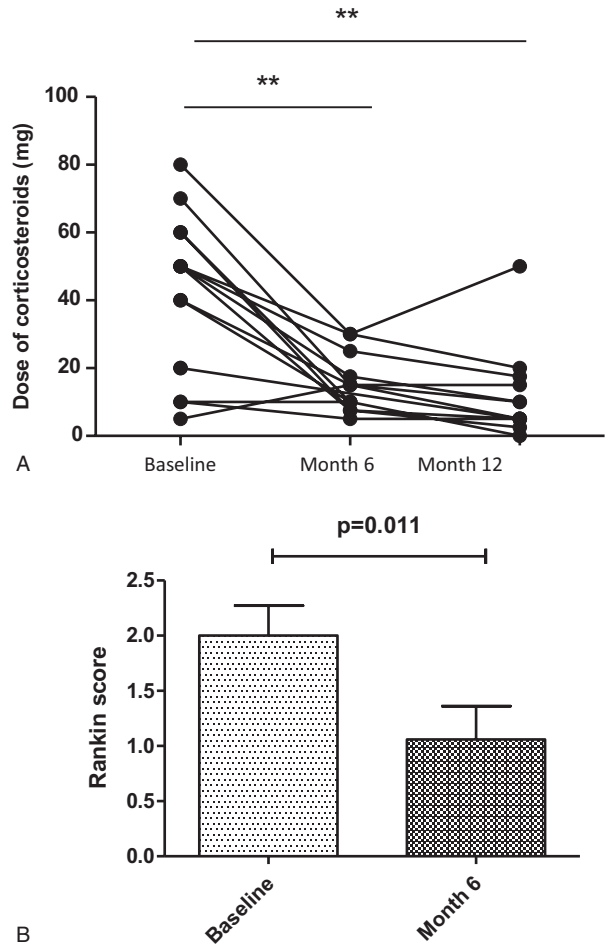 **
**
100
80
60
40
20
0
Dose of corticosteroids (mg)
Baseline
Month 6
Month 12
A
p=0.011
2.5
2.0
1.5
1.0
0.5
0.0
Rankin score
Baseline
Month 6
B